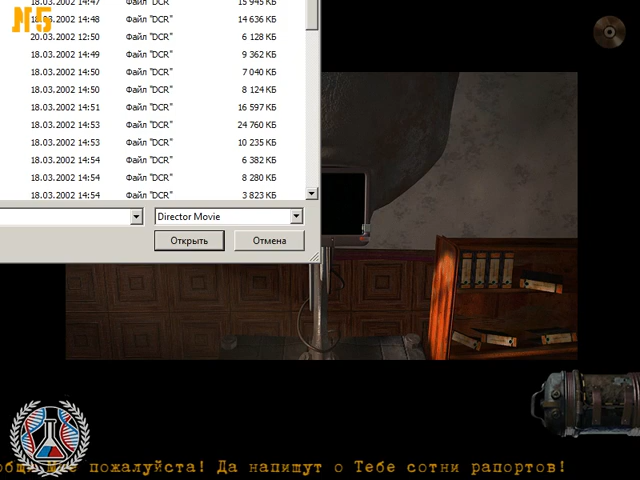 18.03.2002 14:47 Файл "DCR" 15 945 КБ
18.03.2002 14:48 Файл "DCR" 14 636 КБ
20.03.2002 12:50 Файл "DCR" 6 128 КБ
18.03.2002 14:49 Файл "DCR" 9 362 КБ
18.03.2002 14:50 Файл "DCR" 7 040 КБ
18.03.2002 14:50 Файл "DCR" 8 124 КБ
18.03.2002 14:51 Файл "DCR" 16 597 КБ
18.03.2002 14:53 Файл "DCR" 24 760 КБ
18.03.2002 14:53 Файл "DCR" 10 235 КБ
18.03.2002 14:54 Файл "DCR" 6 382 КБ
18.03.2002 14:54 Файл "DCR" 8 280 КБ
18.03.2002 14:54 Файл "DCR" 3 823 КБ
Director Movie
Открыть Отмена
пожалуйста! Да напишут о Тебе сотни рапортов!